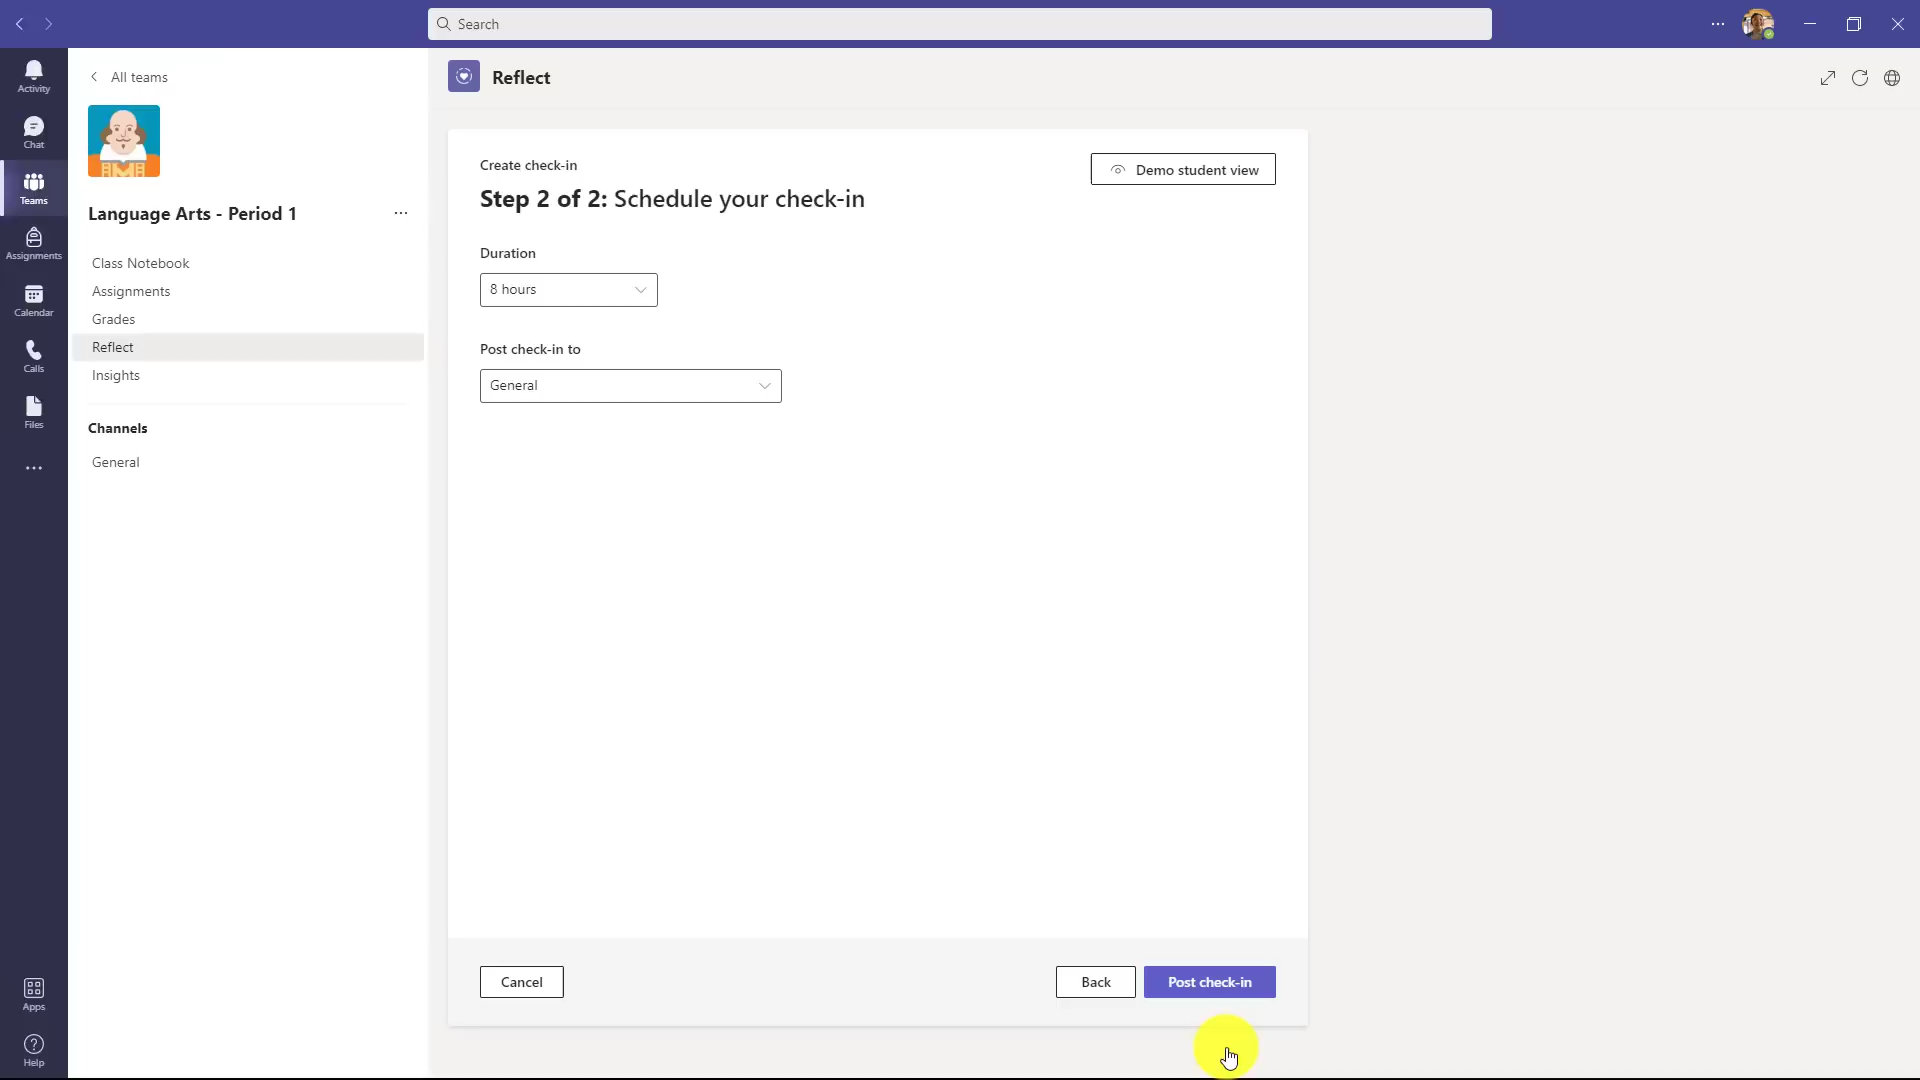 Search
Activity
Chat
Teams
Assignments
Calendar
Calls
Files
Apps
Help
All teams
Language Arts - Period 1
Class Notebook
Assignments
Grades
Reflect
Insights
Channels
General
Reflect
Create check-in
Demo student view
Step 2 of 2: Schedule your check-in
Duration
8 hours
Post check-in to
General
Cancel
Back
Post check-in